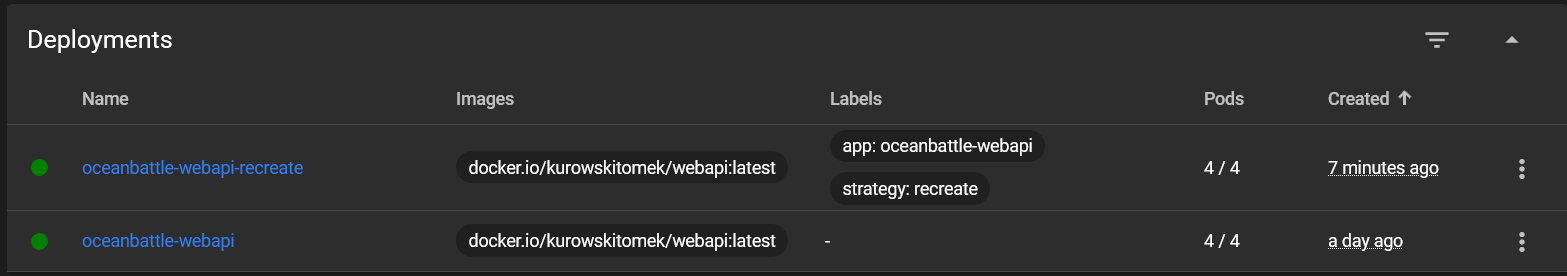 Deployments
Name Images Labels Pods Created
oceanbattle-webapi-recreate docker.io/kurowskitomek/webapi:latest app: oceanbattle-webapi 4 / 4 7 minutes ago
strategy: recreate
oceanbattle-webapi docker.io/kurowskitomek/webapi:latest - 4 / 4 a day ago